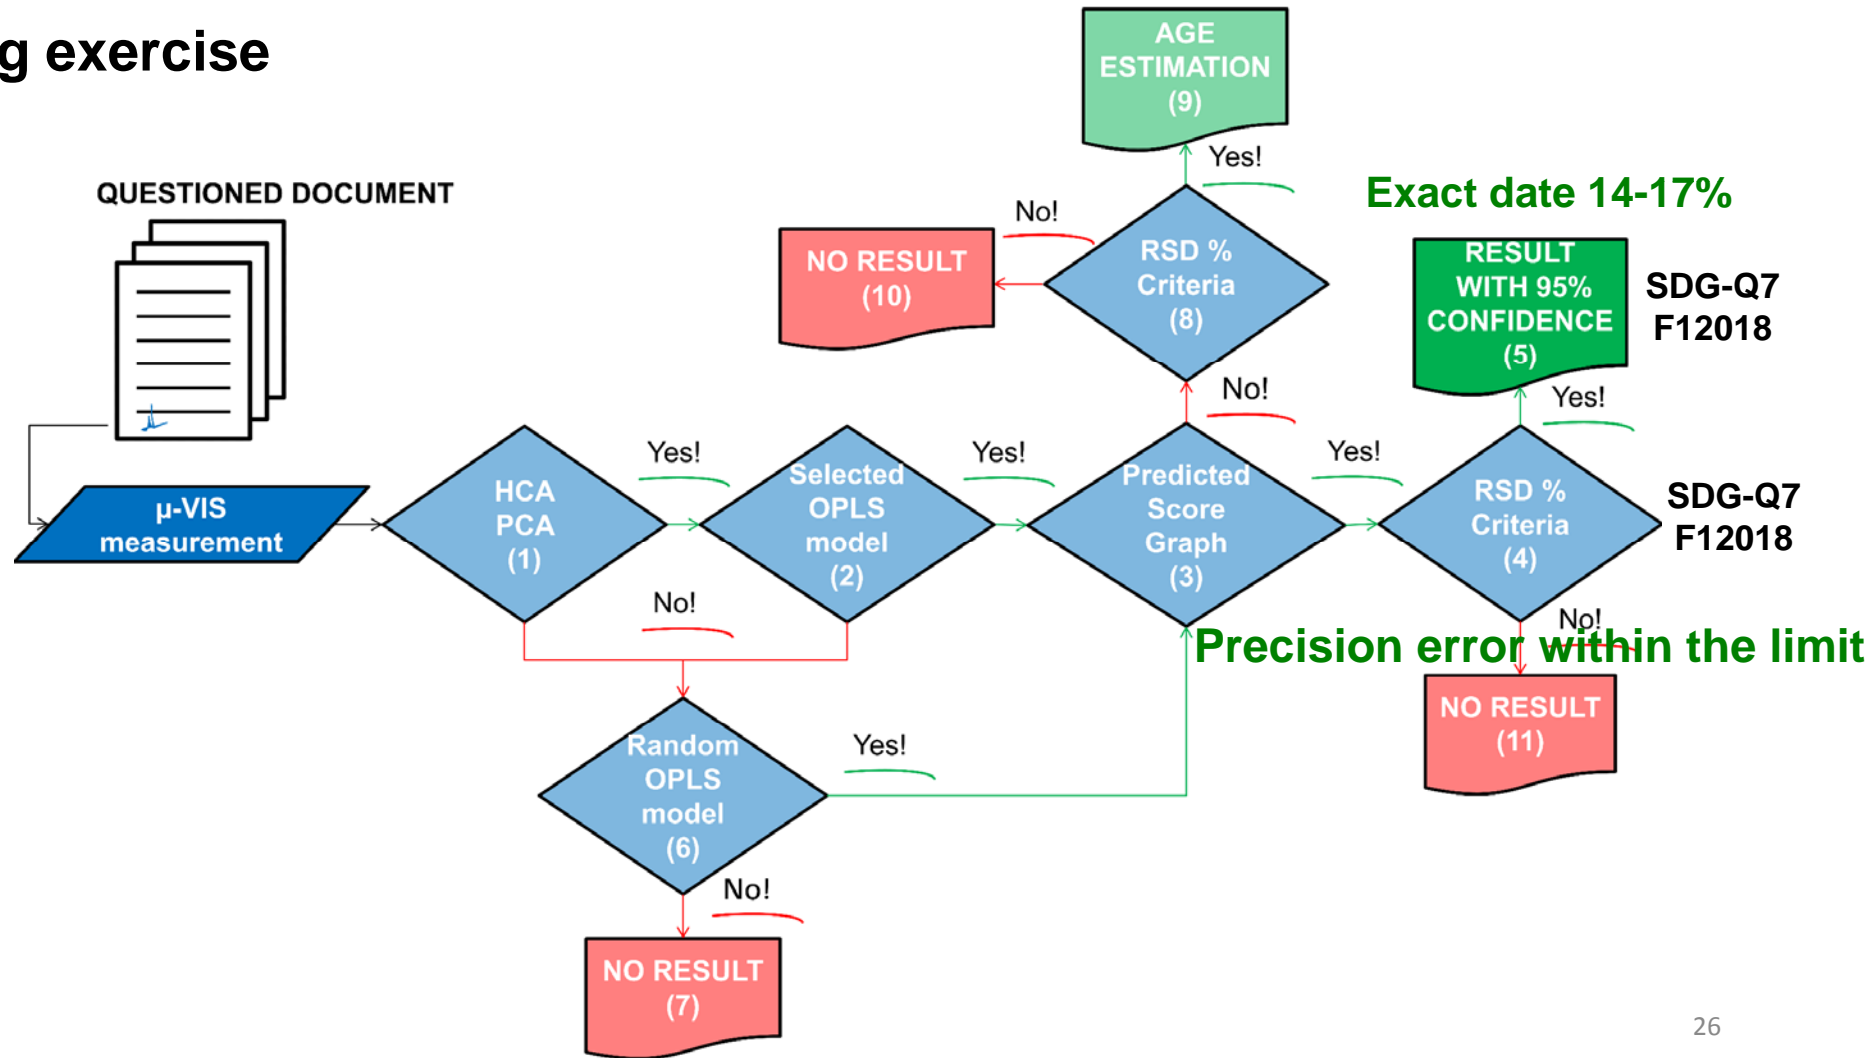 g exercise
AGE
ESTIMATION
(9)
Yes!
QUESTIONED DOCUMENT
Exact date 14-17%
No!
NO RESULT
(10)
RSD %
Criteria
(8)
RESULT
WITH 95%
CONFIDENCE
(5)
SDG-Q7
F12018
No!
Yes!
µ-VIS
measurement
HCA
PCA
(1)
Yes!
Selected
OPLS
model
(2)
Yes!
Predicted
Score
Graph
(3)
Yes!
RSD %
Criteria
(4)
SDG-Q7
F12018
No!
No!
Precision error within the limit
NO RESULT
(11)
Random
OPLS
model
(6)
Yes!
No!
NO RESULT
(7)
26